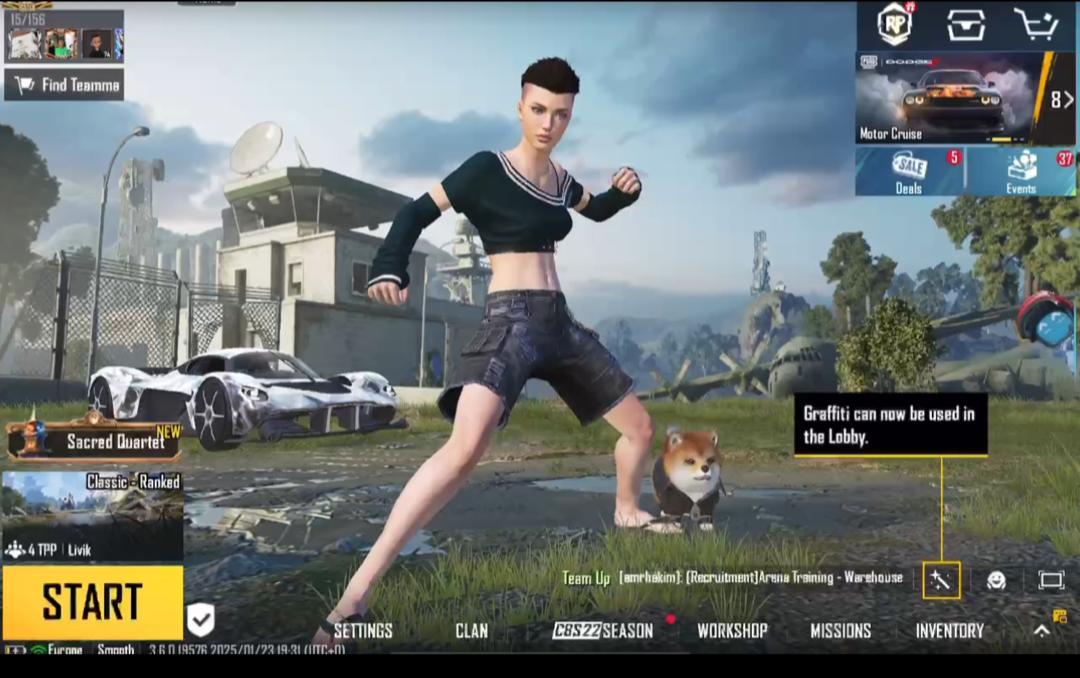 15/156
Find Teamma
RP
8
Motor Cruise
SALE
5
37
Deals
Events
Graffiti can now be used in
the Lobby.
Sacred Quartet
NEW
Classic - Ranked
4 TPP | Livik
START
Team Up [amrhakim]: [Recruitment]Arena Training - Warehouse
SETTINGS
CLAN
C8S22 SEASON
WORKSHOP
MISSIONS
INVENTORY
Europe
Smooth
3.6.0.19576 2025/01/23 19:31 (UTC+0)